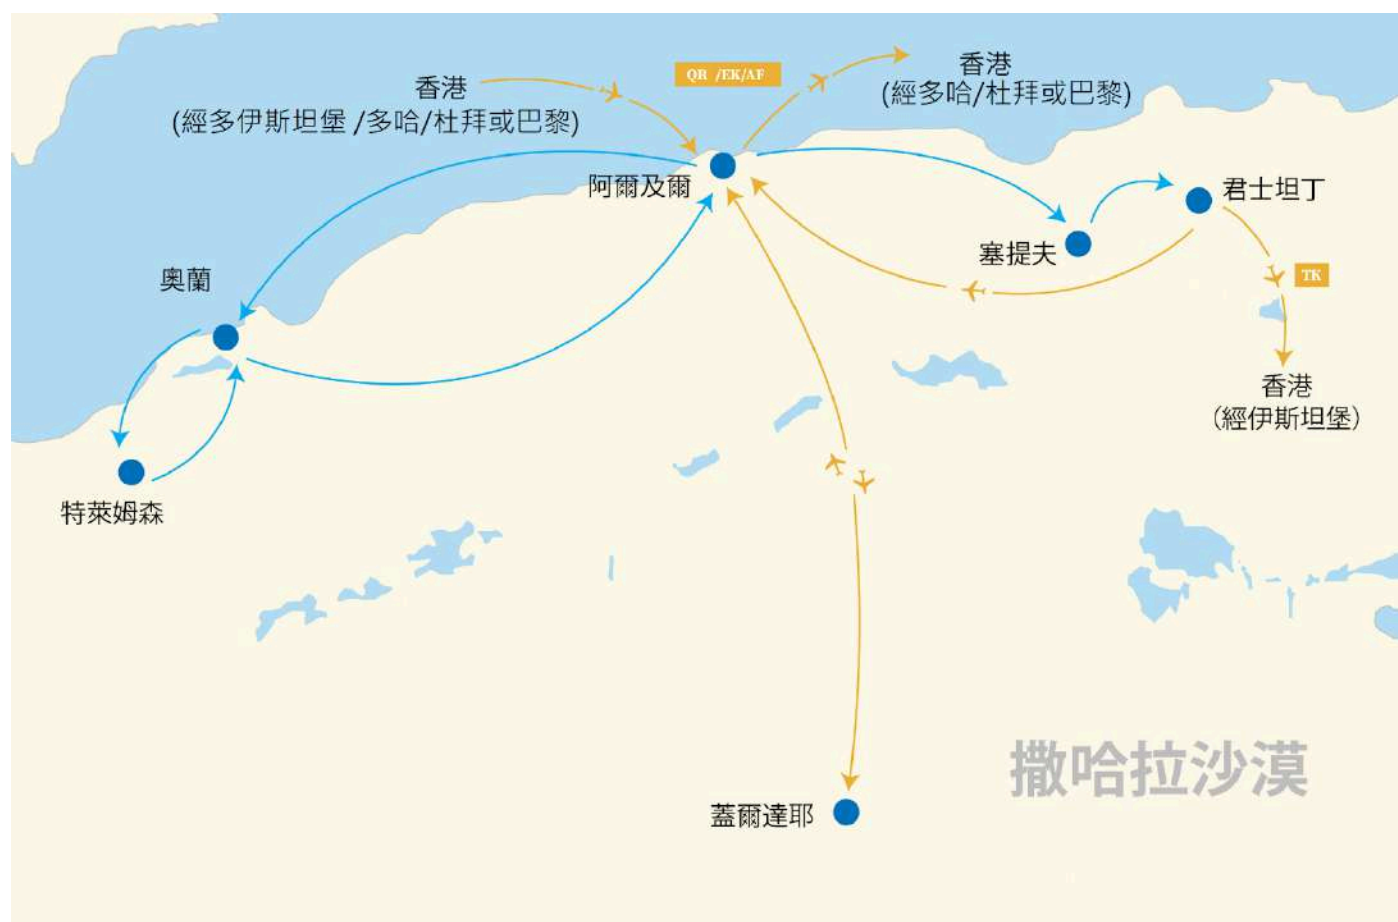 香港
(經多伊斯坦堡 /多哈/杜拜或巴黎)
QR /EK/AF
香港
(經多哈/杜拜或巴黎)
阿爾及爾
君士坦丁
塞提夫
奧蘭
TK
香港
(經伊斯坦堡)
特萊姆森
撒哈拉沙漠
蓋爾達耶